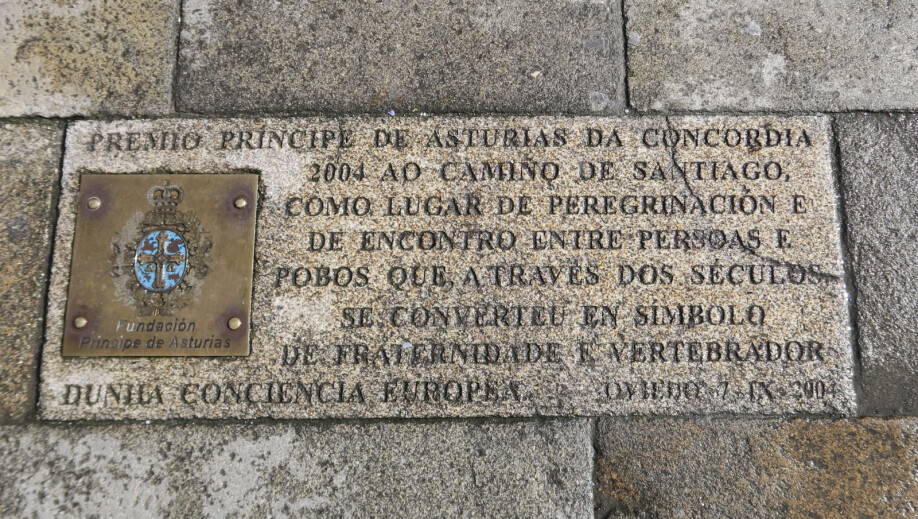 PREMIO PRINCIPE DE ASTURIAS DA CONCORDIA
2004 AO CAMIÑO DE SANTIAGO,
COMO LUGAR DE PEREGRINACIÓN E
DE ENCONTRO ENTRE PERSOAS E
POBOS QUE, A TRAVÉS DOS SÉCULOS
SE CONVERTEU EN SÍMBOLO
DE FRATERNIDADE E VERTEBRADOR
DUNHA CONCIENCIA EUROPEA. OVIEDO-7-IX-2004
Fundación
Príncipe de Asturias